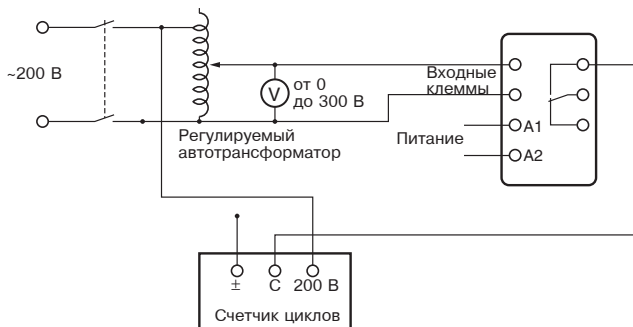 ~200 В
V
от 0
до 300 В
Входные
клеммы
Регулируемый
автотрансформатор
Питание
A1
A2
± C 200 В
Счетчик циклов